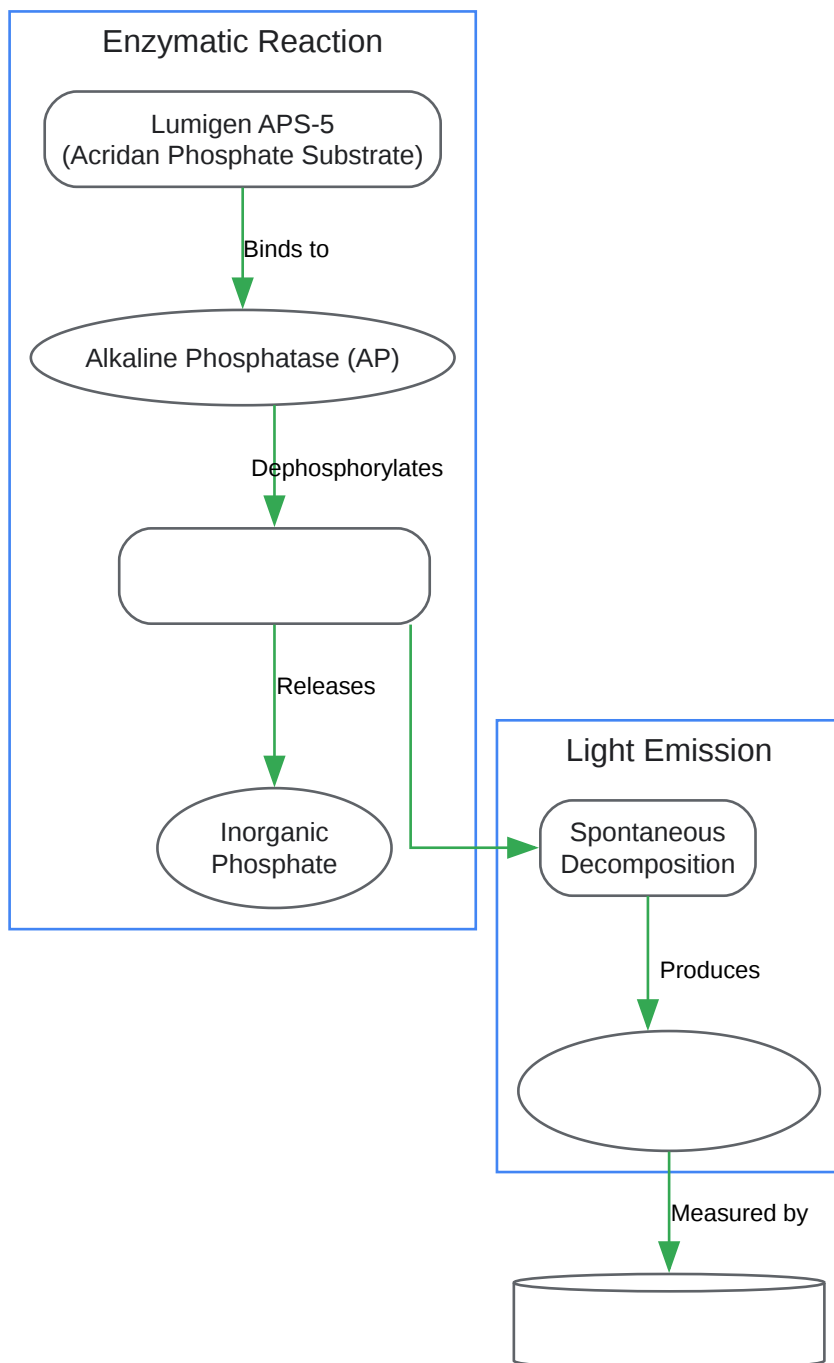 Enzymatic Reaction
Lumigen APS-5
(Acridan Phosphate Substrate)
Binds to
Alkaline Phosphatase (AP)
Dephosphorylates
Releases
Inorganic
Phosphate
Light Emission
Spontaneous
Decomposition
Produces
Measured by